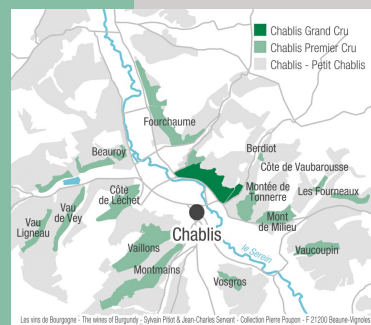 Chablis Grand Cru
Chablis Premier Cru
Chablis - Petit Chablis
Fourchaume
Beauroy
Berdiot
Côte de Vaubarousse
Montée de
Tonnerre
Les Fourneaux
Côte
de Léchet
Vau
de Vey
Vau
Ligneau
Mont
de Milieu
Chablis
le Serein
Vaillons
Vaucoupin
Montmains
Vosgros
Les vins de Bourgogne - The wines of Burgundy - Sylvain Pitiot & Jean-Charles Servant - Collection Pierre Poupon - F 21200 Beaune-Vignoles